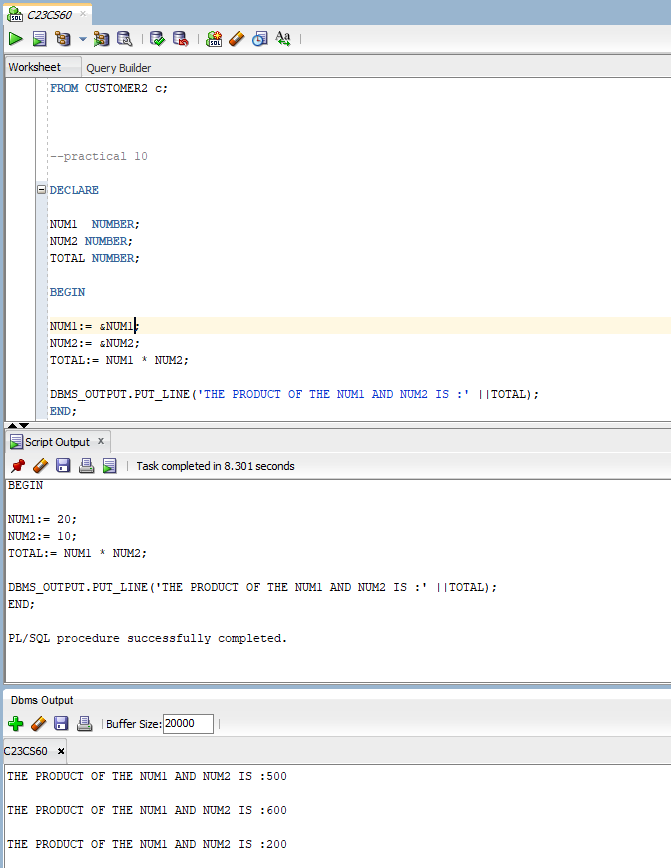 C23CS60
Worksheet Query Builder
FROM CUSTOMER2 c;
--practical 10
DECLARE
NUM1  NUMBER;
NUM2 NUMBER;
TOTAL NUMBER;
BEGIN
NUM1:= &NUM1;
NUM2:= &NUM2;
TOTAL:= NUM1 * NUM2;
DBMS_OUTPUT.PUT_LINE('THE PRODUCT OF THE NUM1 AND NUM2 IS :' ||TOTAL);
END;
Script Output x
Task completed in 8.301 seconds
BEGIN
NUM1:= 20;
NUM2:= 10;
TOTAL:= NUM1 * NUM2;
DBMS_OUTPUT.PUT_LINE('THE PRODUCT OF THE NUM1 AND NUM2 IS :' ||TOTAL);
END;
PL/SQL procedure successfully completed.
Dbms Output
Buffer Size: 20000
C23CS60 x
THE PRODUCT OF THE NUM1 AND NUM2 IS :500
THE PRODUCT OF THE NUM1 AND NUM2 IS :600
THE PRODUCT OF THE NUM1 AND NUM2 IS :200